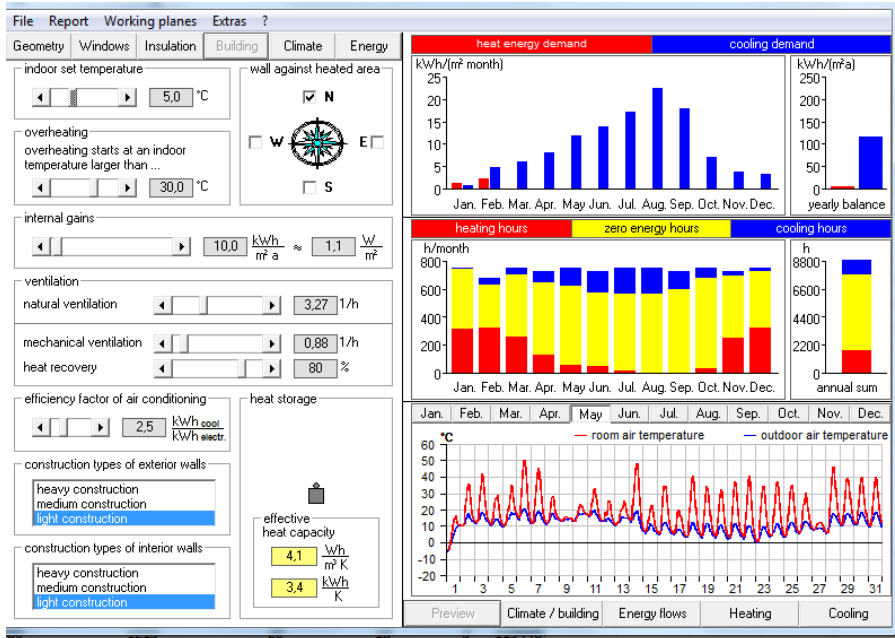 File Report Working planes Extras ?
Geometry Windows Insulation Building Climate Energy
indoor set temperature
5,0 °C
wall against heated area
N
W E
S
overheating
overheating starts at an indoor
temperature larger than ...
30,0 °C
internal gains
10,0 kWh/m² a ≈ 1,1 W/m²
ventilation
natural ventilation 3,27 1/h
mechanical ventilation 0,88 1/h
heat recovery 80 %
efficiency factor of air conditioning
2,5 kWh cool/kWh electr.
heat storage
construction types of exterior walls
heavy construction
medium construction
light construction
effective
heat capacity
4,1 Wh/m³ K
3,4 kWh/K
construction types of interior walls
heavy construction
medium construction
light construction
heat energy demand cooling demand
kWh/(m² month)
25
20
15
10
5
0
Jan. Feb. Mar. Apr. May Jun. Jul. Aug. Sep. Oct. Nov. Dec.
kWh/(m²a)
250
200
150
100
50
0
yearly balance
heating hours zero energy hours cooling hours
h/month
800
600
400
200
0
Jan. Feb. Mar. Apr. May Jun. Jul. Aug. Sep. Oct. Nov. Dec.
h
8800
6600
4400
2200
0
annual sum
Jan. Feb. Mar. Apr. May Jun. Jul. Aug. Sep. Oct. Nov. Dec.
°C
room air temperature outdoor air temperature
60
50
40
30
20
10
0
-10
-20
1 3 5 7 9 11 13 15 17 19 21 23 25 27 29 31
Preview Climate / building Energy flows Heating Cooling